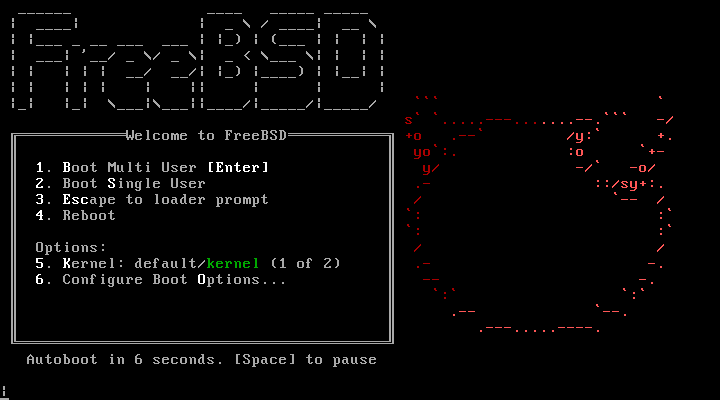 FreeBSD
Welcome to FreeBSD
1. Boot Multi User [Enter]
2. Boot Single User
3. Escape to loader prompt
4. Reboot
Options:
5. Kernel: default/kernel (1 of 2)
6. Configure Boot Options...
Autoboot in 6 seconds. [Space] to pause